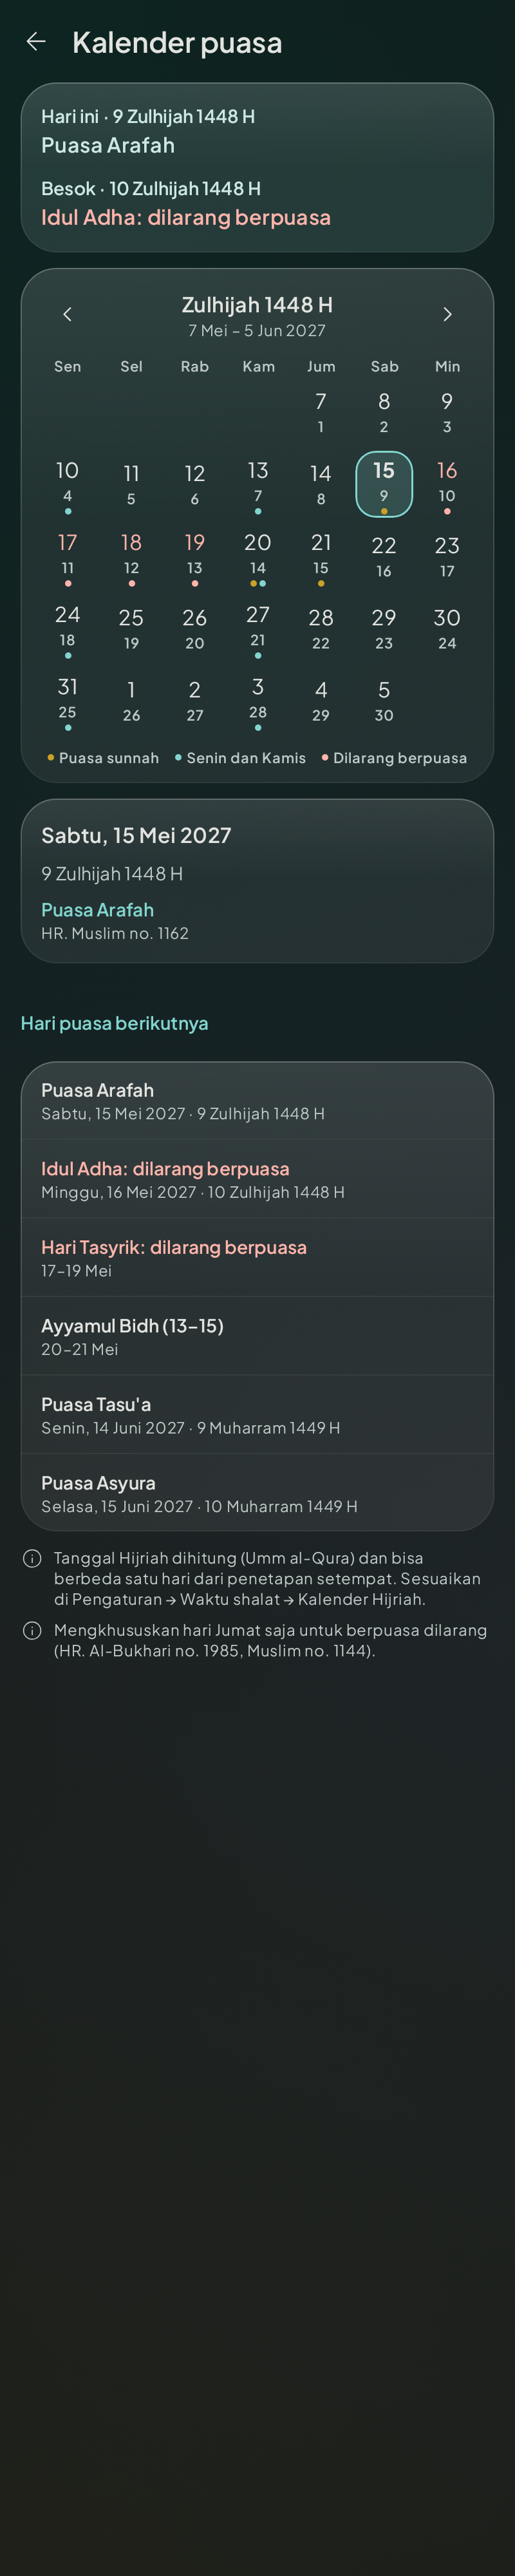 Kalender puasa
Hari ini · 9 Zulhijah 1448 H
Puasa Arafah
Besok · 10 Zulhijah 1448 H
Idul Adha: dilarang berpuasa
Zulhijah 1448 H
7 Mei – 5 Jun 2027
Sen Sel Rab Kam Jum Sab Min
7 8 9
1 2 3
10 11 12 13 14 15 16
4 5 6 7 8 9 10
17 18 19 20 21 22 23
11 12 13 14 15 16 17
24 25 26 27 28 29 30
18 19 20 21 22 23 24
31 1 2 3 4 5
25 26 27 28 29 30
Puasa sunnah Senin dan Kamis Dilarang berpuasa
Sabtu, 15 Mei 2027
9 Zulhijah 1448 H
Puasa Arafah
HR. Muslim no. 1162
Hari puasa berikutnya
Puasa Arafah
Sabtu, 15 Mei 2027 · 9 Zulhijah 1448 H
Idul Adha: dilarang berpuasa
Minggu, 16 Mei 2027 · 10 Zulhijah 1448 H
Hari Tasyrik: dilarang berpuasa
17–19 Mei
Ayyamul Bidh (13–15)
20–21 Mei
Puasa Tasu'a
Senin, 14 Juni 2027 · 9 Muharram 1449 H
Puasa Asyura
Selasa, 15 Juni 2027 · 10 Muharram 1449 H
Tanggal Hijriah dihitung (Umm al-Qura) dan bisa
berbeda satu hari dari penetapan setempat. Sesuaikan
di Pengaturan → Waktu shalat → Kalender Hijriah.
Mengkhususkan hari Jumat saja untuk berpuasa dilarang
(HR. Al-Bukhari no. 1985, Muslim no. 1144).